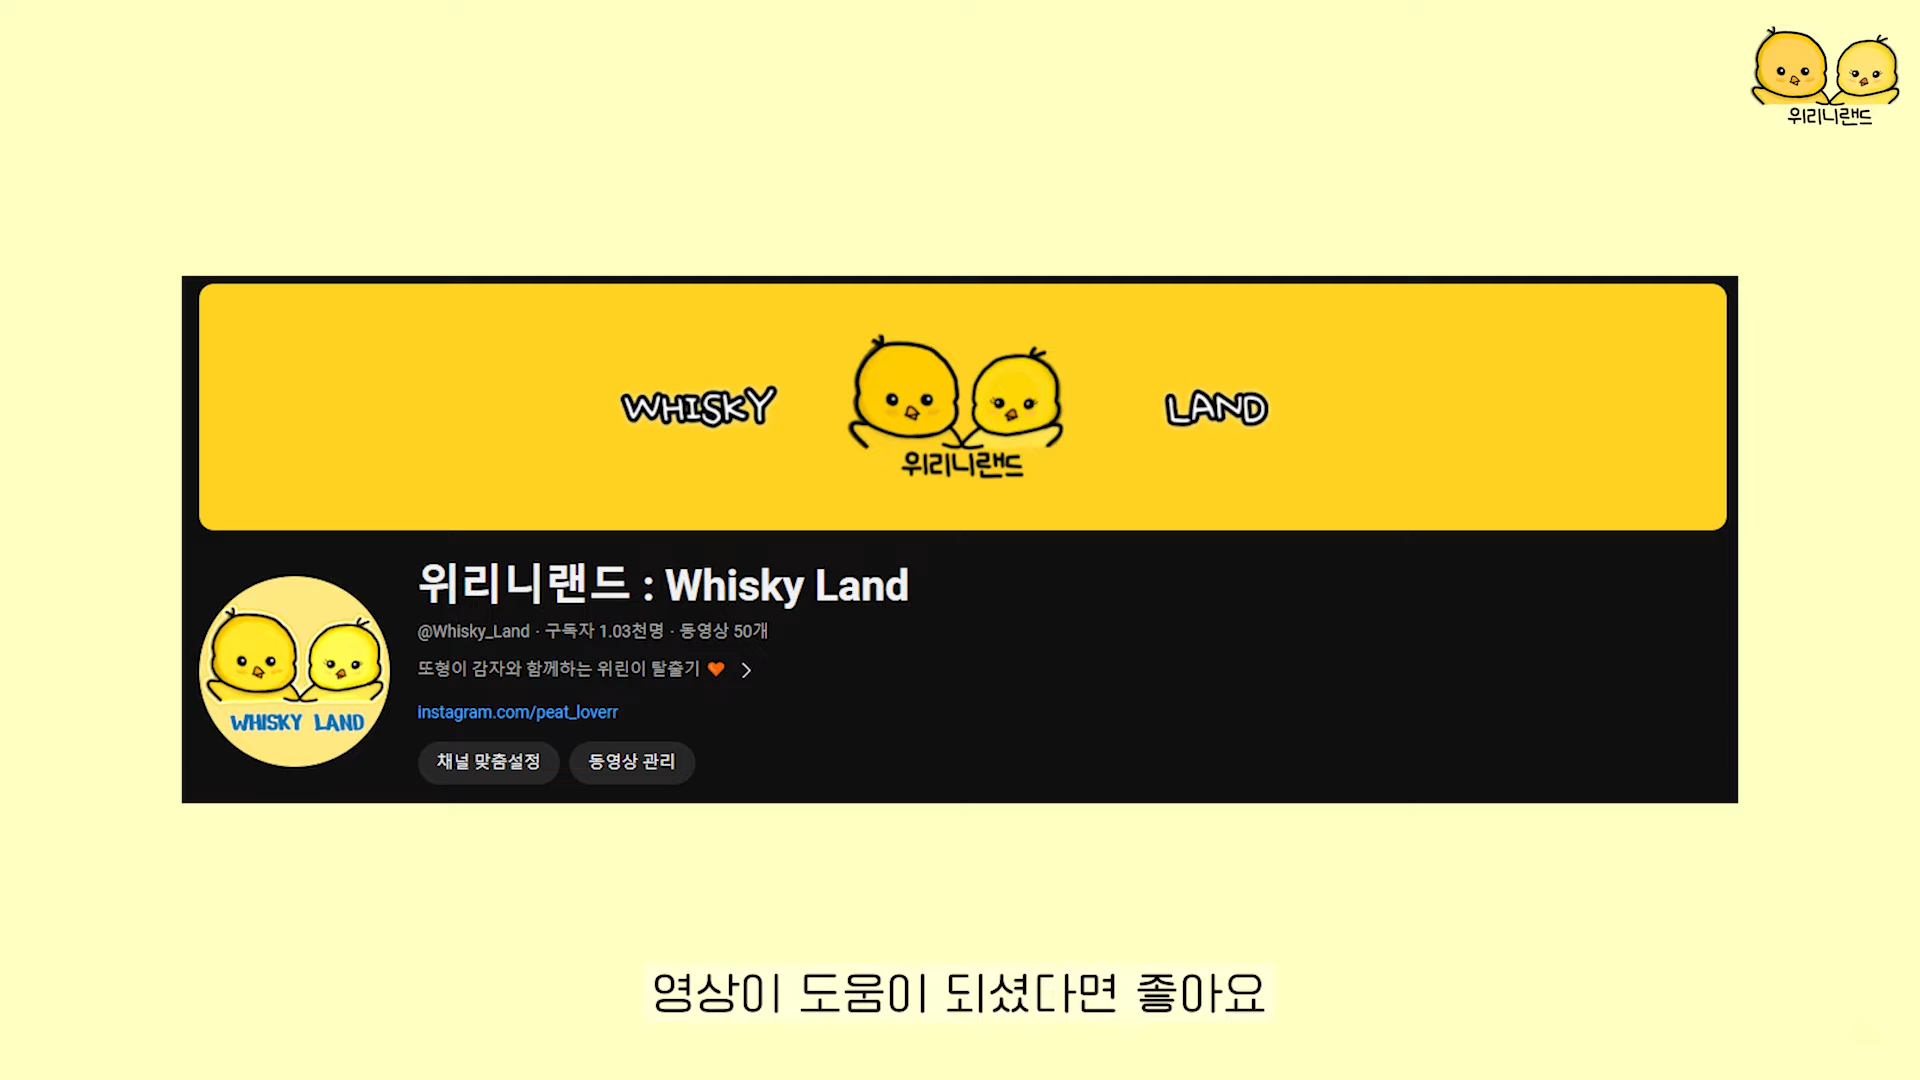 위리니랜드
WHISKY LAND
위리니랜드
위리니랜드 : Whisky Land
@Whisky_Land · 구독자 1.03천명 · 동영상 50개
또형이 감자와 함께하는 위린이 탈출기 🧡
WHISKY LAND
instagram.com/peat_loverr
채널 맞춤설정 동영상 관리
영상이 도움이 되셨다면 좋아요